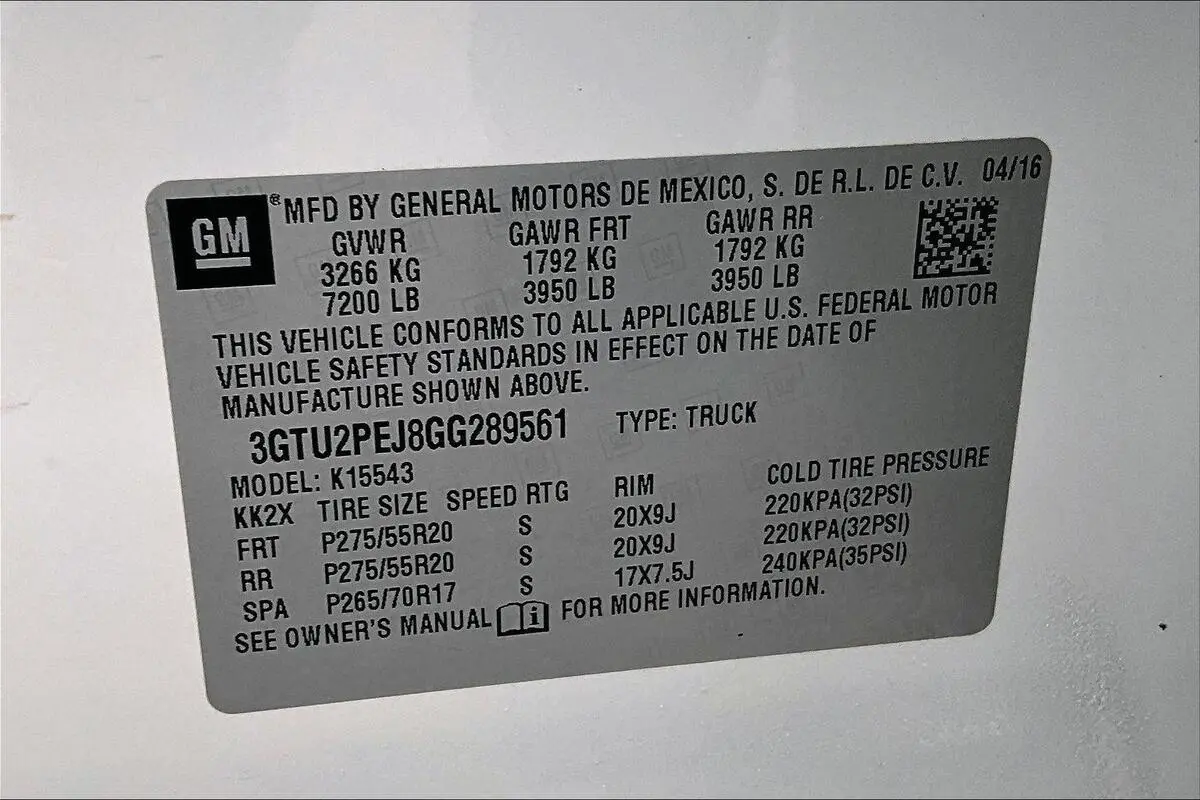 GM ® MFD BY GENERAL MOTORS DE MEXICO, S. DE R.L. DE C.V. 04/16
GVWR GAWR FRT GAWR RR
3266 KG 1792 KG 1792 KG
7200 LB 3950 LB 3950 LB
THIS VEHICLE CONFORMS TO ALL APPLICABLE U.S. FEDERAL MOTOR
VEHICLE SAFETY STANDARDS IN EFFECT ON THE DATE OF
MANUFACTURE SHOWN ABOVE.
3GTU2PEJ8GG289561 TYPE: TRUCK
MODEL: K15543
KK2X TIRE SIZE SPEED RTG RIM COLD TIRE PRESSURE
FRT P275/55R20 S 20X9J 220KPA(32PSI)
RR P275/55R20 S 20X9J 220KPA(32PSI)
SPA P265/70R17 S 17X7.5J 240KPA(35PSI)
SEE OWNER'S MANUAL i FOR MORE INFORMATION.